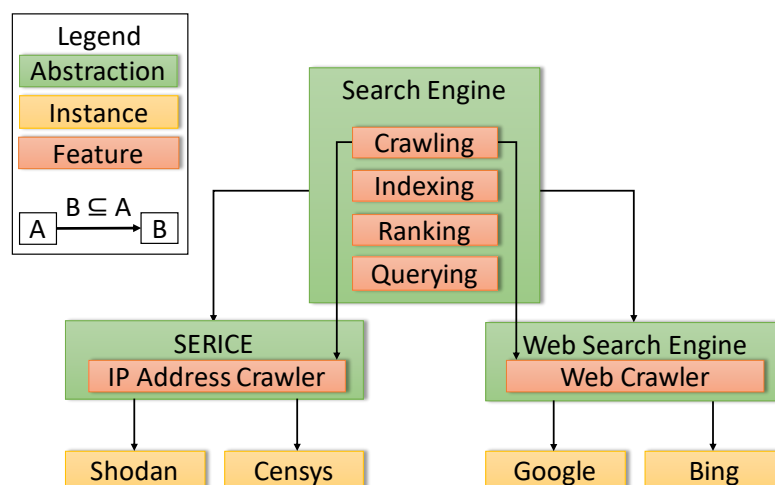 Legend
Abstraction
Instance
Feature
B ⊆ A
A
B
Search Engine
Crawling
Indexing
Ranking
Querying
SERICE
IP Address Crawler
Web Search Engine
Web Crawler
Shodan
Censys
Google
Bing